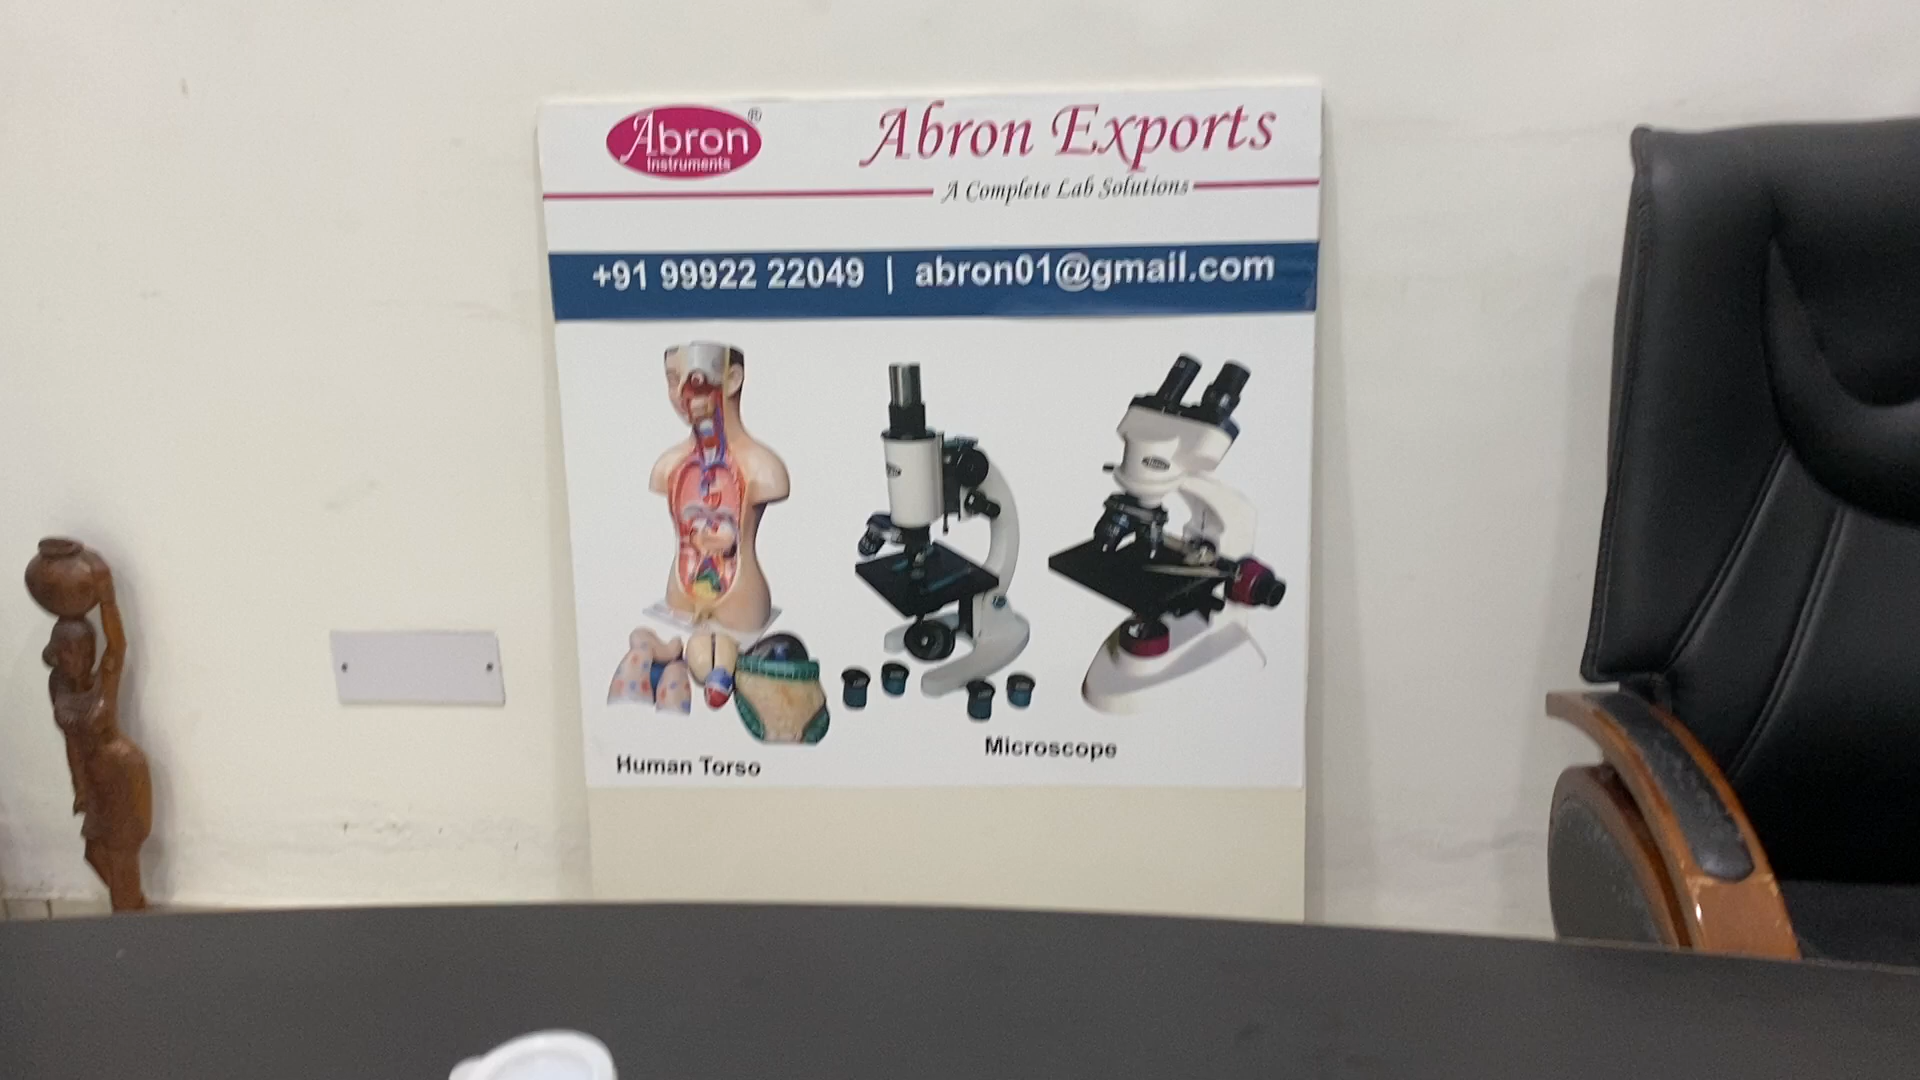 Abron ®
Instruments
Abron Exports
A Complete Lab Solutions
+91 99922 22049 | abron01@gmail.com
Human Torso
Microscope